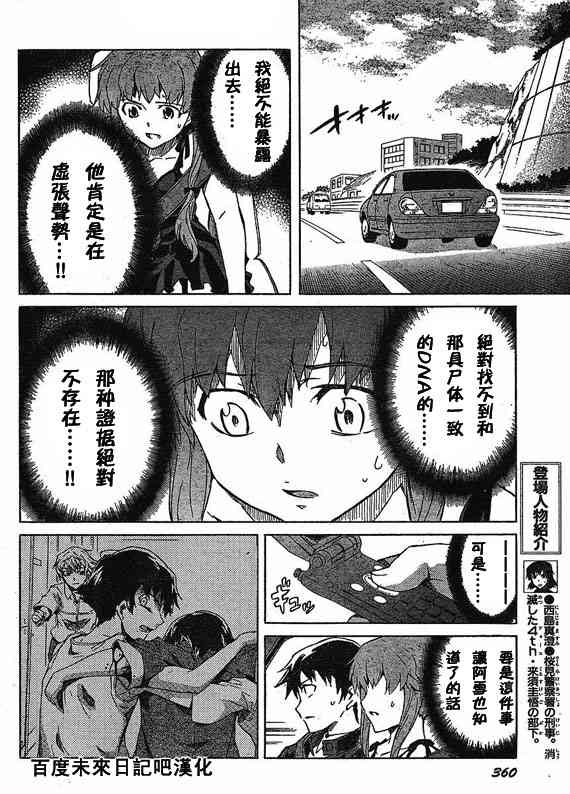 我絕不能暴露
出去……
他肯定是在
虛張聲勢…!!
絕對找不到和
那具尸体一致
的DNA的……
那种證据絕對
不存在……!!
————
可是…
要是這件事
讓阿雪也知
道了的話
登場人物紹介
●西島真澄●桜見警察署の刑事。消
滅した4th・来須圭悟の部下。
百度未來日記吧漢化
360